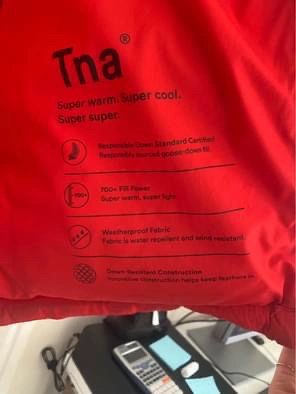 Tna®
Super warm. Super cool.
Super super.
Responsible Down Standard Certified
Responsibly sourced goose-down fill.
700+
700+ Fill Power
Super warm, super light.
Weatherproof Fabric
Fabric is water repellent and wind resistant.
Down-Resistant Construction
Innovative construction helps keep feathers in.